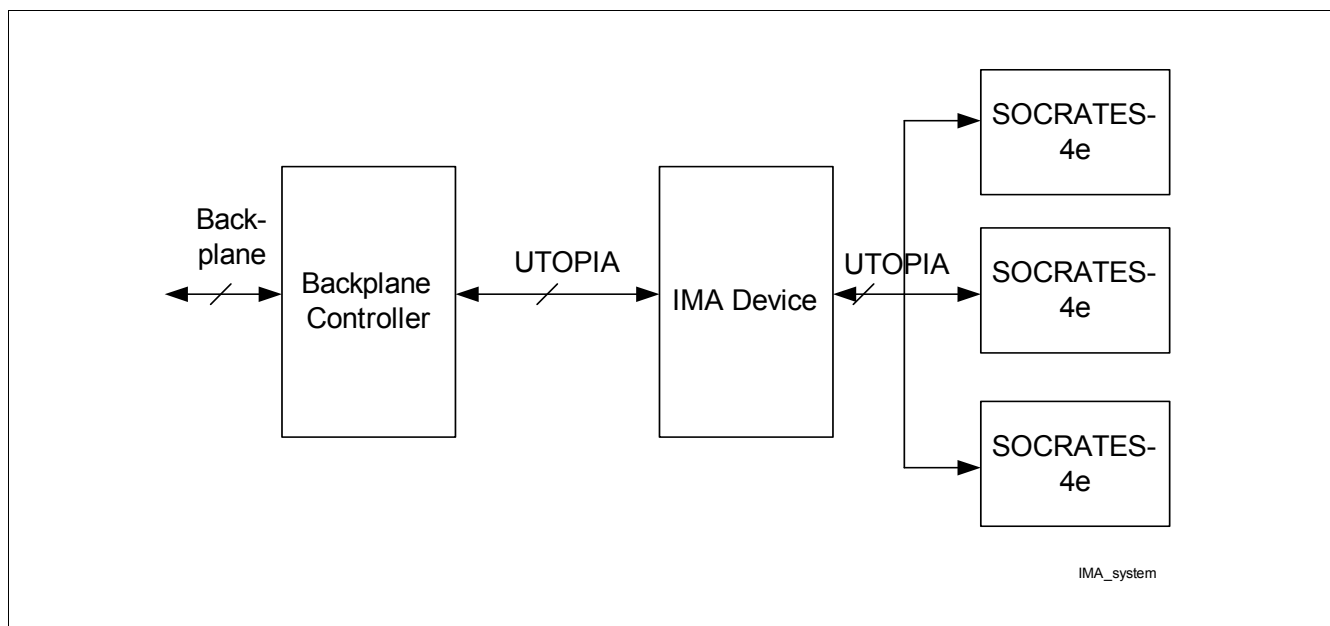 Back-
plane
Backplane
Controller
UTOPIA
IMA Device
UTOPIA
SOCRATES-
4e
SOCRATES-
4e
SOCRATES-
4e
IMA_system